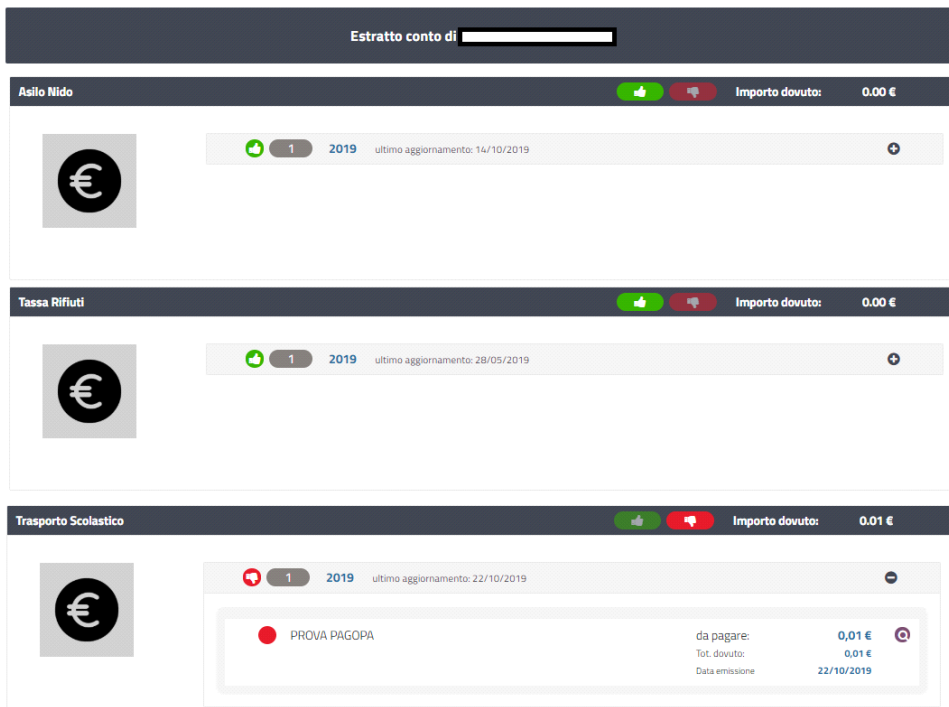 Estratto conto di
Asilo Nido Importo dovuto: 0.00 €
1 2019 ultimo aggiornamento: 14/10/2019
Tassa Rifiuti Importo dovuto: 0.00 €
1 2019 ultimo aggiornamento: 28/05/2019
Trasporto Scolastico Importo dovuto: 0.01 €
1 2019 ultimo aggiornamento: 22/10/2019
PROVA PAGOPA da pagare: 0,01 €
Tot. dovuto: 0,01 €
Data emissione 22/10/2019